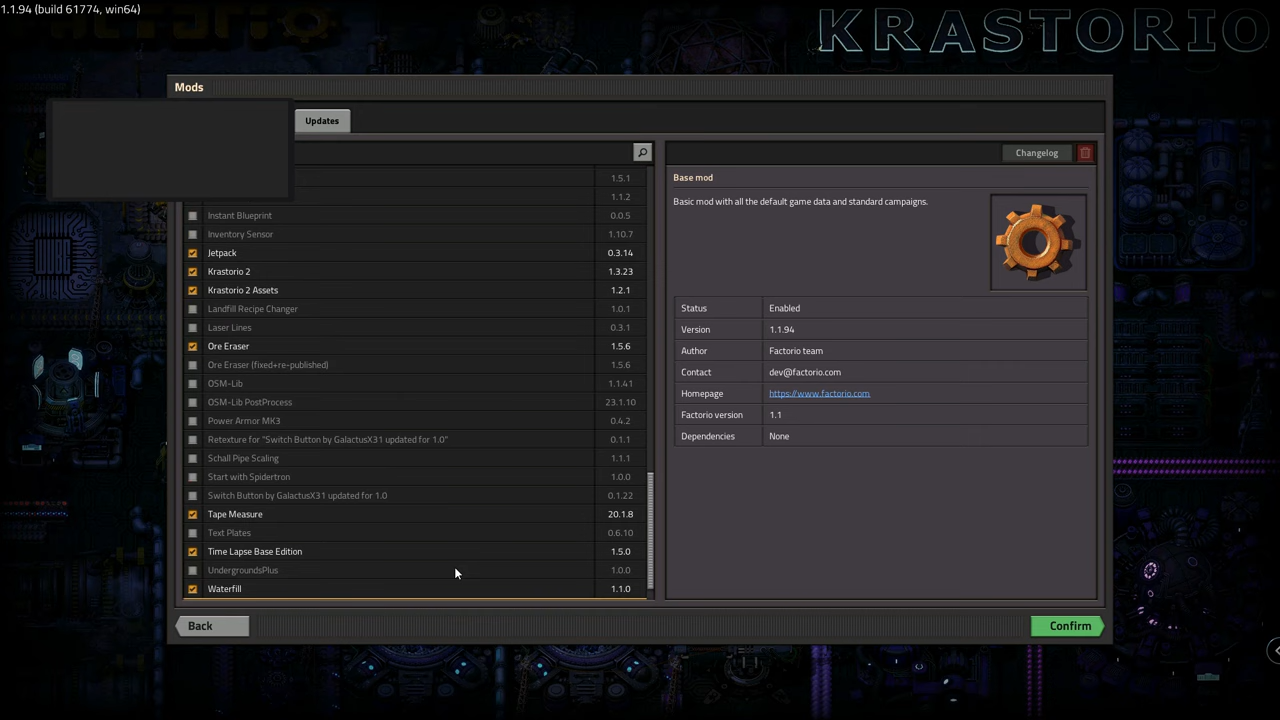 1.1.94 (build 61774, win64)
KRASTORIO
Mods
Updates
Changelog
1.5.1
1.1.2
Instant Blueprint 0.0.5
Inventory Sensor 1.10.7
Jetpack 0.3.14
Krastorio 2 1.3.23
Krastorio 2 Assets 1.2.1
Landfill Recipe Changer 1.0.1
Laser Lines 0.3.1
Ore Eraser 1.5.6
Ore Eraser (fixed+re-published) 1.5.6
OSM-Lib 1.1.41
OSM-Lib PostProcess 23.1.10
Power Armor MK3 0.4.2
Retexture for "Switch Button by GalactusX31 updated for 1.0" 0.1.1
Schall Pipe Scaling 1.1.1
Start with Spidertron 1.0.0
Switch Button by GalactusX31 updated for 1.0 0.1.22
Tape Measure 20.1.8
Text Plates 0.6.10
Time Lapse Base Edition 1.5.0
UndergroundsPlus 1.0.0
Waterfill 1.1.0
Base mod
Basic mod with all the default game data and standard campaigns.
Status Enabled
Version 1.1.94
Author Factorio team
Contact dev@factorio.com
Homepage https://www.factorio.com
Factorio version 1.1
Dependencies None
Back
Confirm